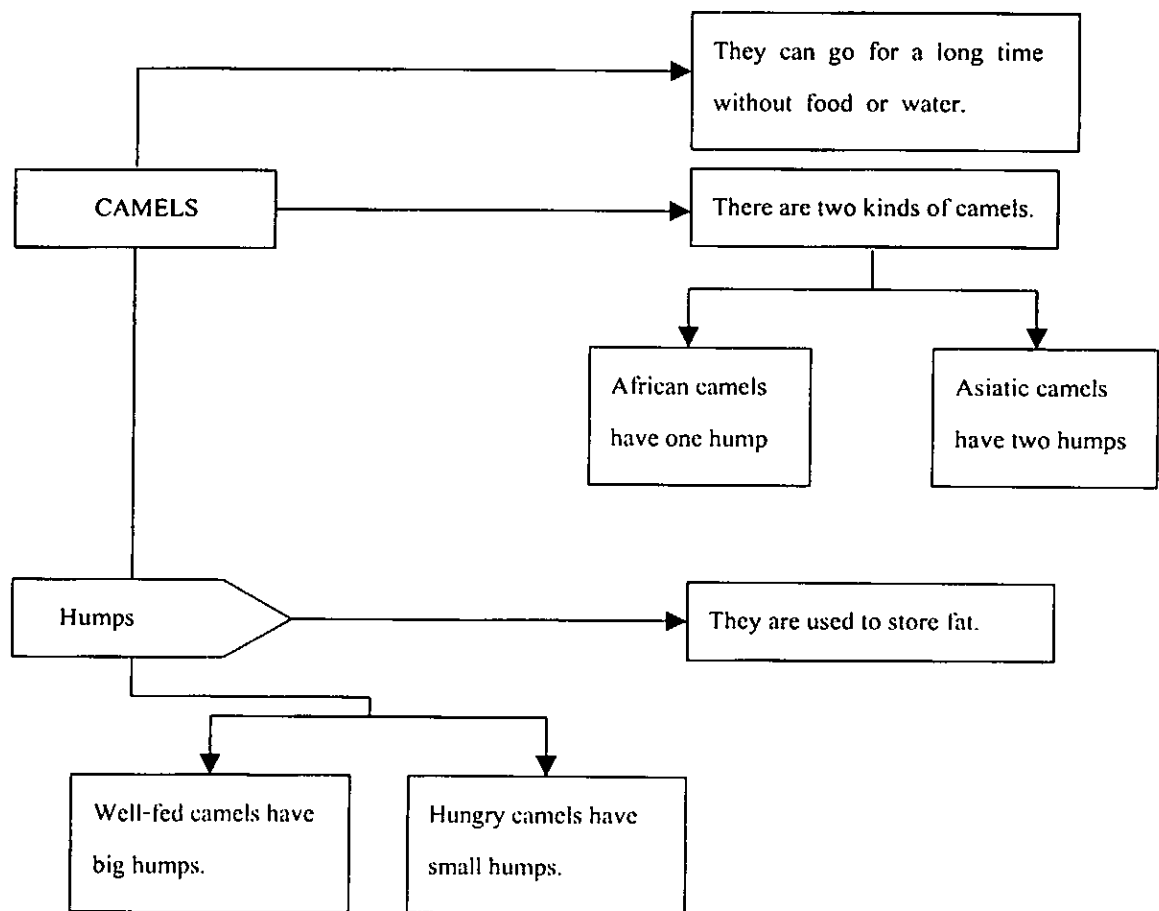 They can go for a long time
without food or water.
CAMELS
There are two kinds of camels.
African camels
have one hump
Asiatic camels
have two humps
Humps
They are used to store fat.
Well-fed camels have
big humps.
Hungry camels have
small humps.